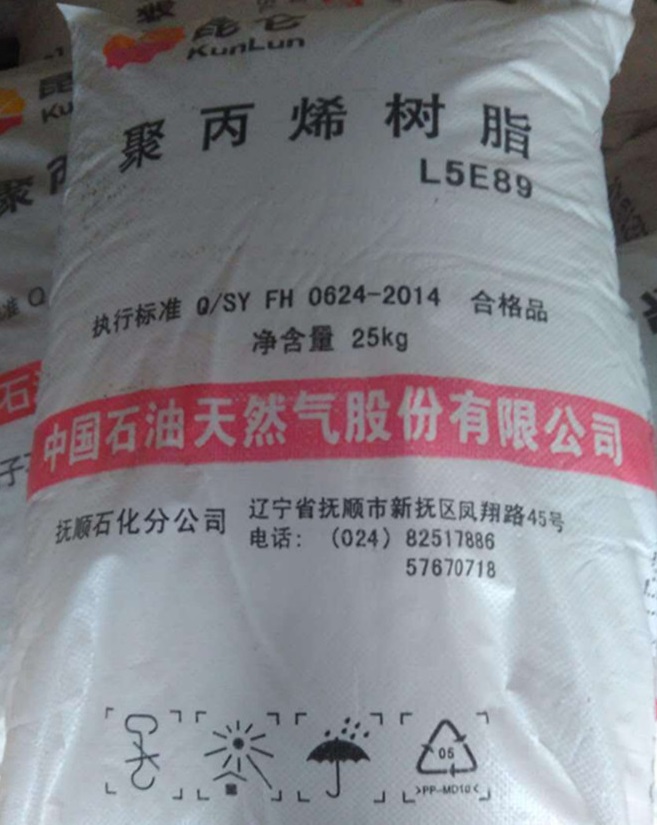 昆仑
KunLun
聚丙烯树脂
L5E89
执行标准 Q/SY FH 0624-2014 合格品
净含量 25kg
中国石油天然气股份有限公司
抚顺石化分公司
辽宁省抚顺市新抚区凤翔路45号
电话：（024）82517886
57670718
05
>PP-MD10<